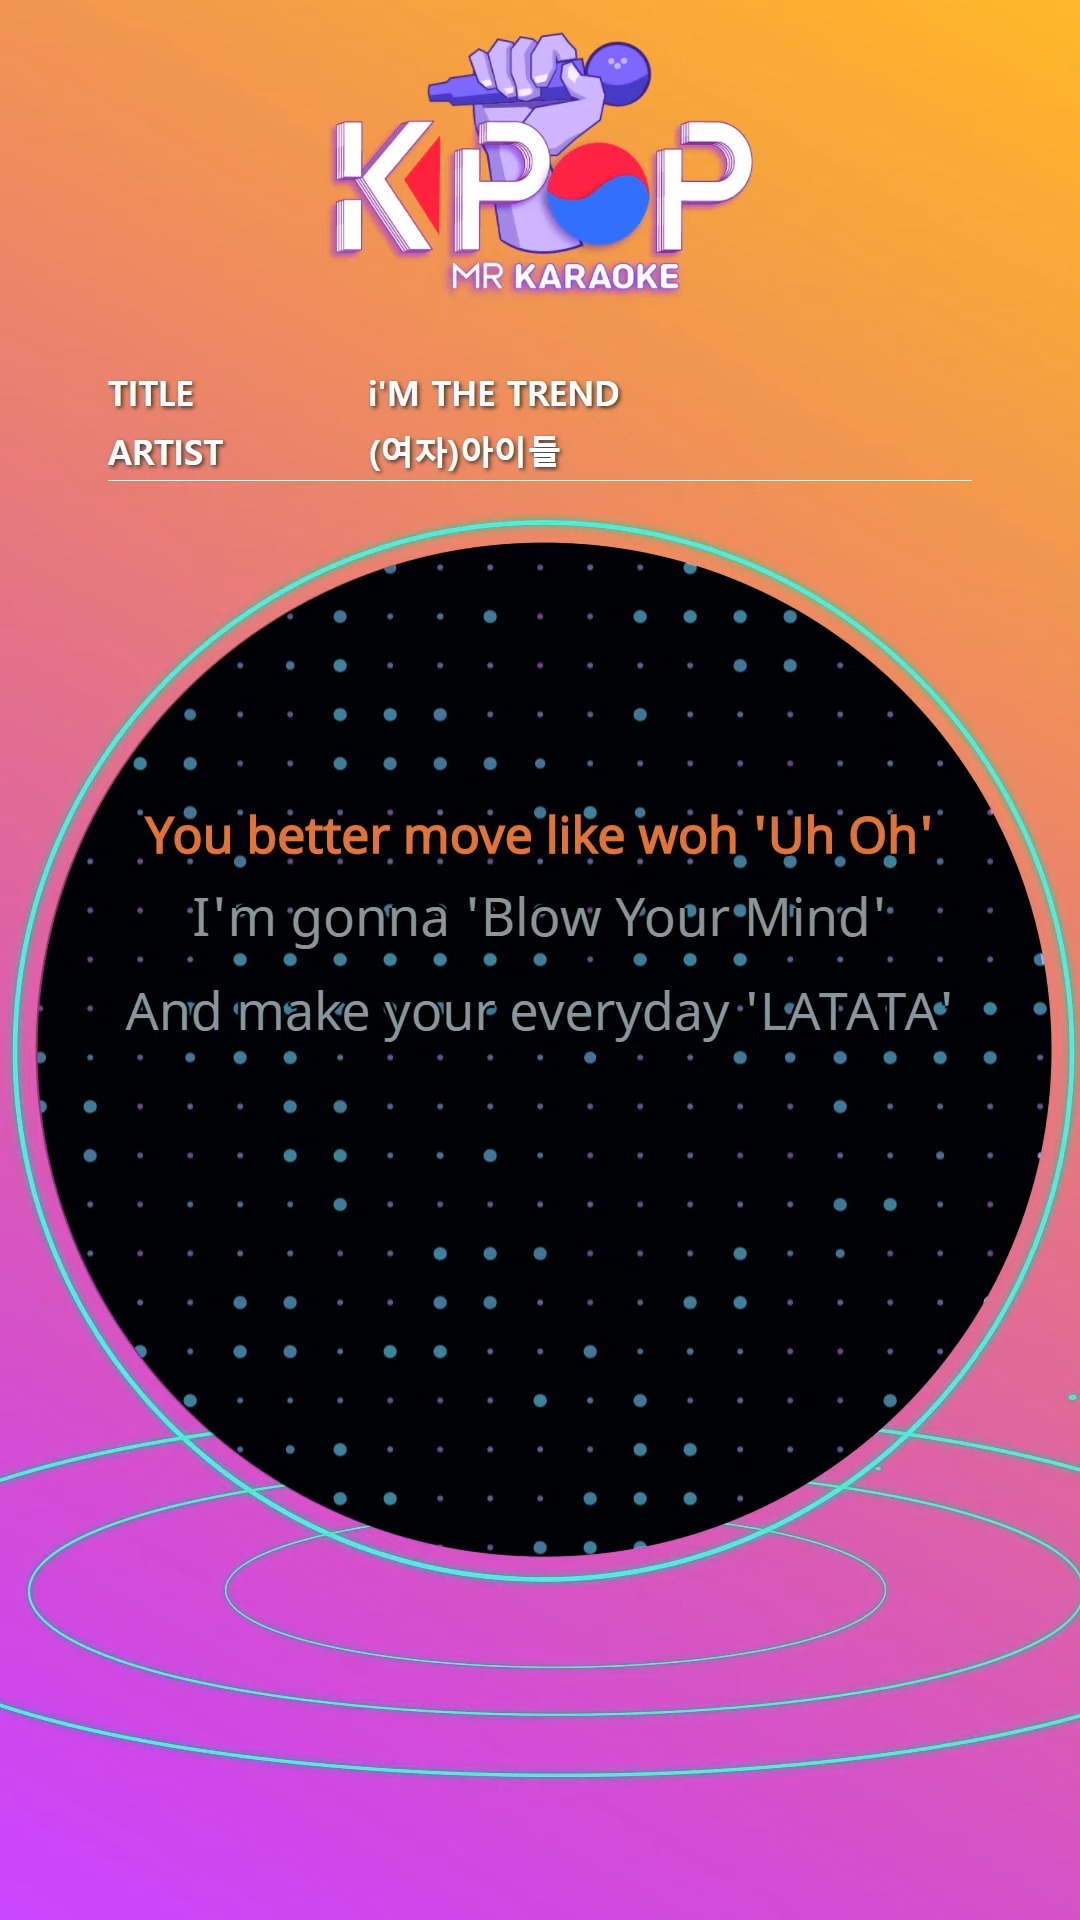 KPOP
MR KARAOKE
TITLE i'M THE TREND
ARTIST (여자)아이들
You better move like woh 'Uh Oh'
I'm gonna 'Blow Your Mind'
And make your everyday 'LATATA'